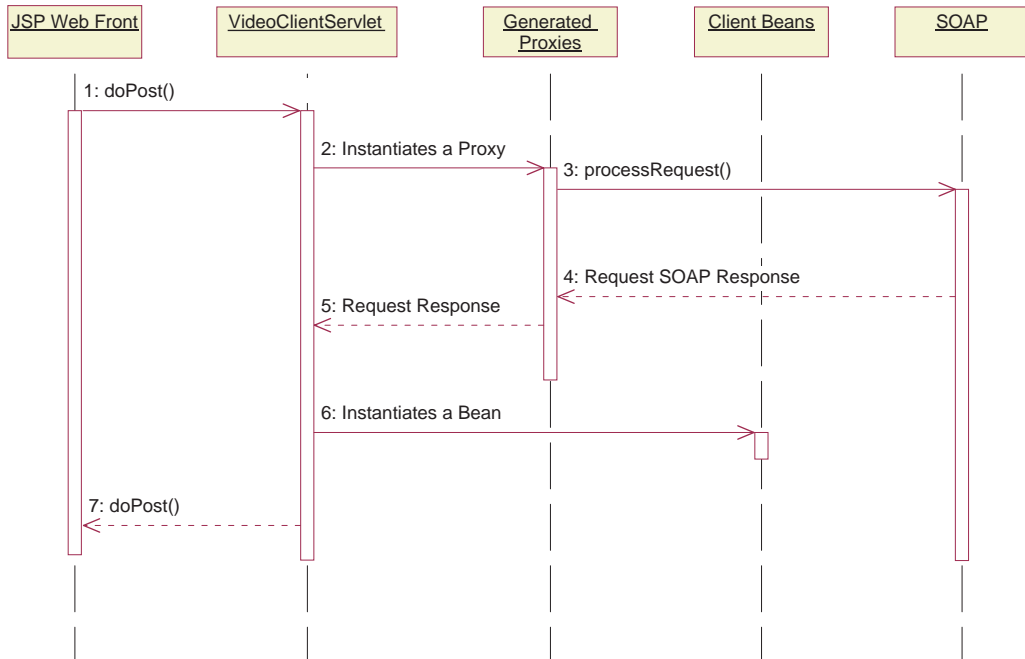 JSP Web Front
VideoClientServlet
Generated
Proxies
Client Beans
SOAP
1: doPost()
2: Instantiates a Proxy
3: processRequest()
4: Request SOAP Response
5: Request Response
6: Instantiates a Bean
7: doPost()